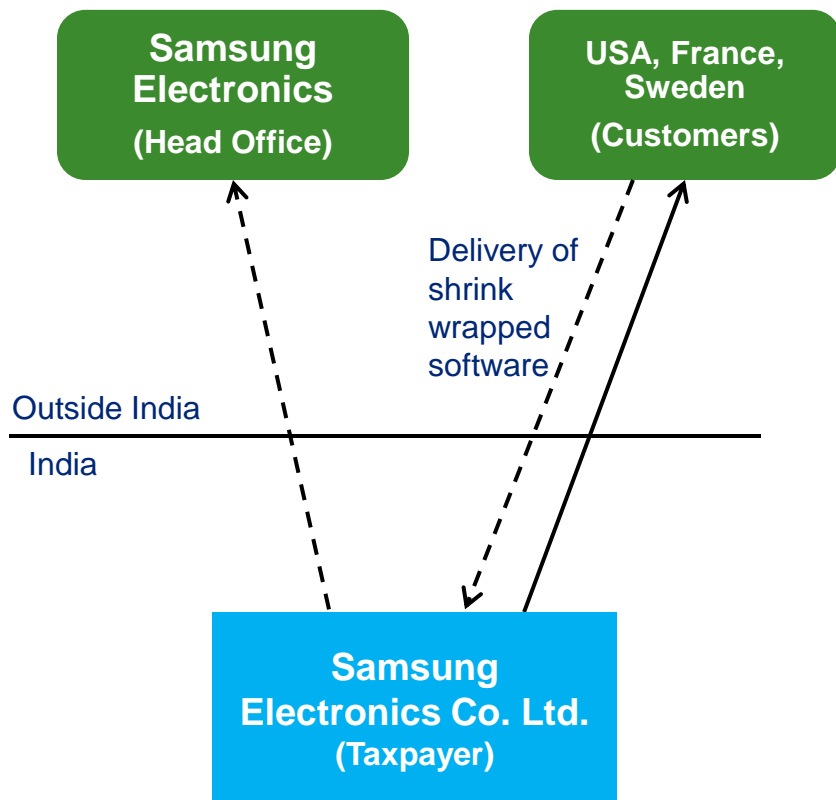 Samsung
Electronics
(Head Office)
USA, France,
Sweden
(Customers)
Delivery of
shrink
wrapped
software
Outside India
India
Samsung
Electronics Co. Ltd.
(Taxpayer)